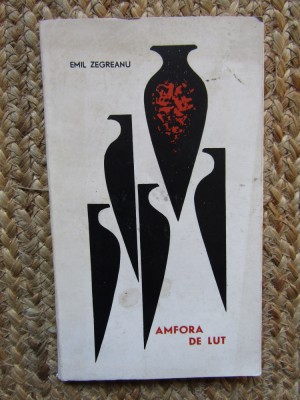 EMIL ZEGREANU
AMFORA
DE LUT